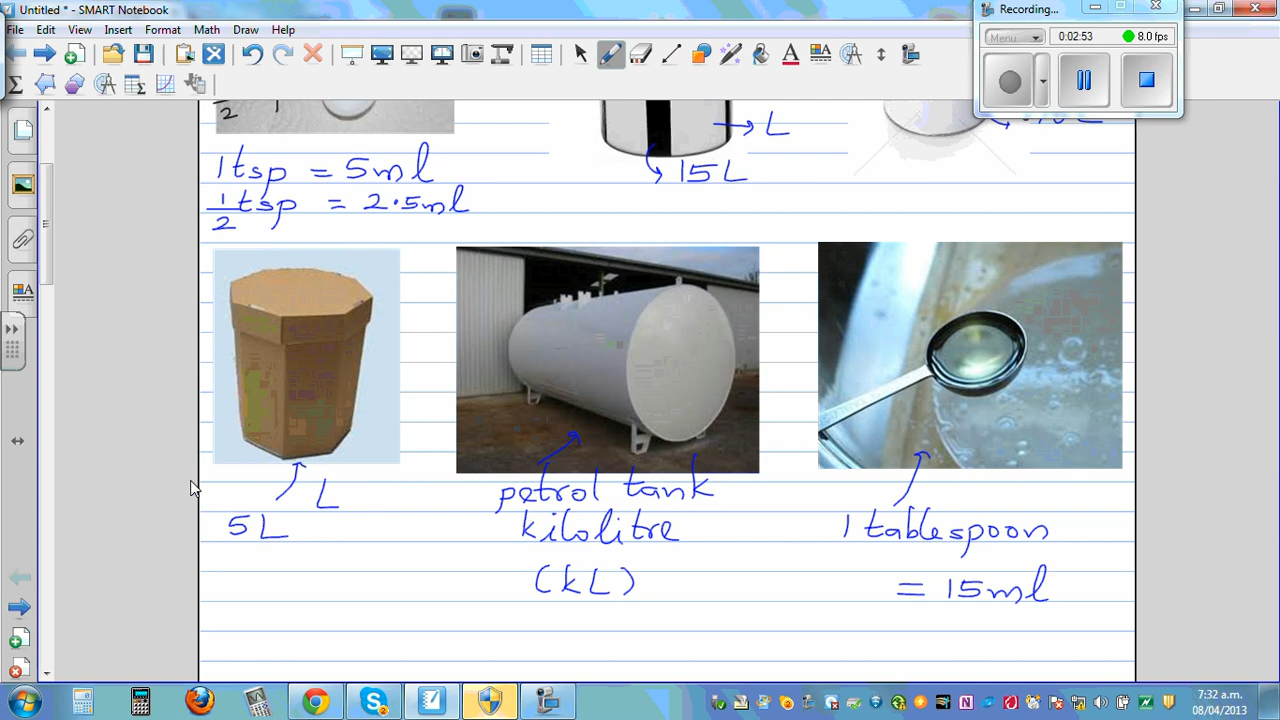 Untitled * - SMART Notebook
File Edit View Insert Format Math Draw Help
Recording...
Menu 0:02:53 8.0 fps
2
L
15L
1tsp = 5ml
1/2 tsp = 2.5ml
L
5L
petrol tank
kilolitre
(kL)
1 tablespoon
= 15ml
7:32 a.m.
08/04/2013